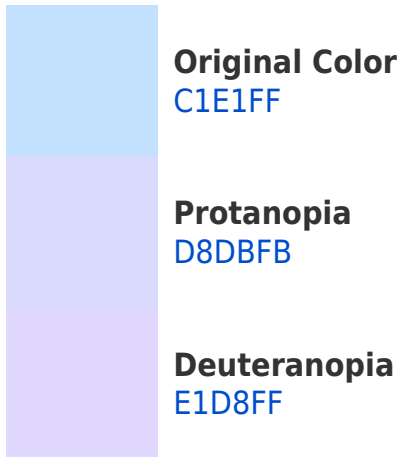 Original Color
C1E1FF
Protanopia
D8DBFB
Deuteranopia
E1D8FF